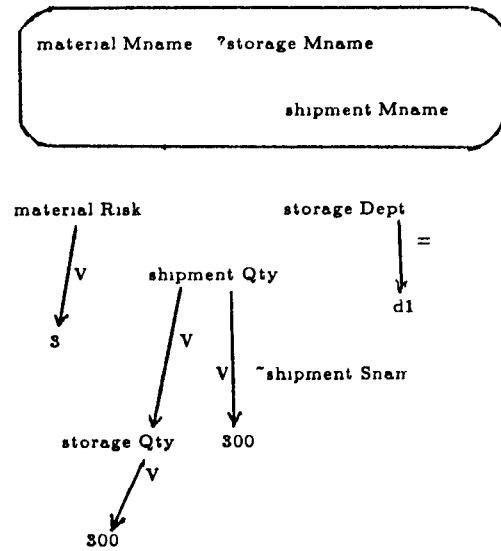 material Mname ?storage Mname
shipment Mname
material Risk
storage Dept
=
V
shipment Qty
d1
3
V
V
~shipment Snam
storage Qty
300
V
300